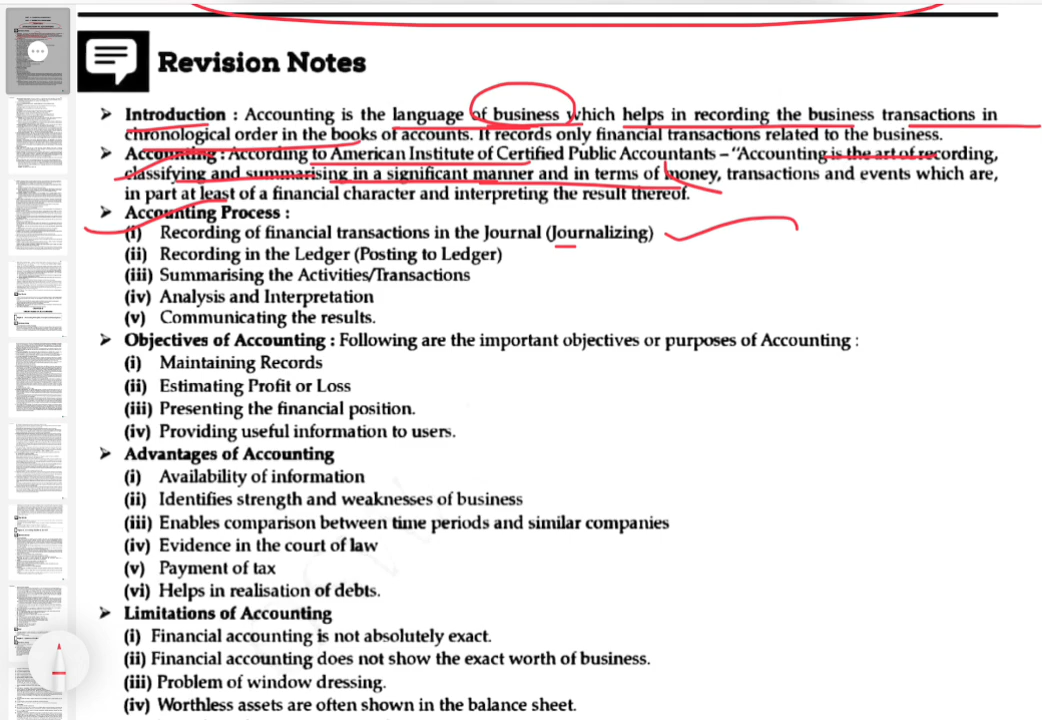 Revision Notes
➤ Introduction : Accounting is the language of business which helps in recording the business transactions in
chronological order in the books of accounts. It records only financial transactions related to the business.
➤ Accounting : According to American Institute of Certified Public Accountants – "Accounting is the art of recording,
classifying and summarising in a significant manner and in terms of money, transactions and events which are,
in part at least of a financial character and interpreting the result thereof.
➤ Accounting Process :
(i) Recording of financial transactions in the Journal (Journalizing)
(ii) Recording in the Ledger (Posting to Ledger)
(iii) Summarising the Activities/Transactions
(iv) Analysis and Interpretation
(v) Communicating the results.
➤ Objectives of Accounting : Following are the important objectives or purposes of Accounting :
(i) Maintaining Records
(ii) Estimating Profit or Loss
(iii) Presenting the financial position.
(iv) Providing useful information to users.
➤ Advantages of Accounting
(i) Availability of information
(ii) Identifies strength and weaknesses of business
(iii) Enables comparison between time periods and similar companies
(iv) Evidence in the court of law
(v) Payment of tax
(vi) Helps in realisation of debts.
➤ Limitations of Accounting
(i) Financial accounting is not absolutely exact.
(ii) Financial accounting does not show the exact worth of business.
(iii) Problem of window dressing.
(iv) Worthless assets are often shown in the balance sheet.